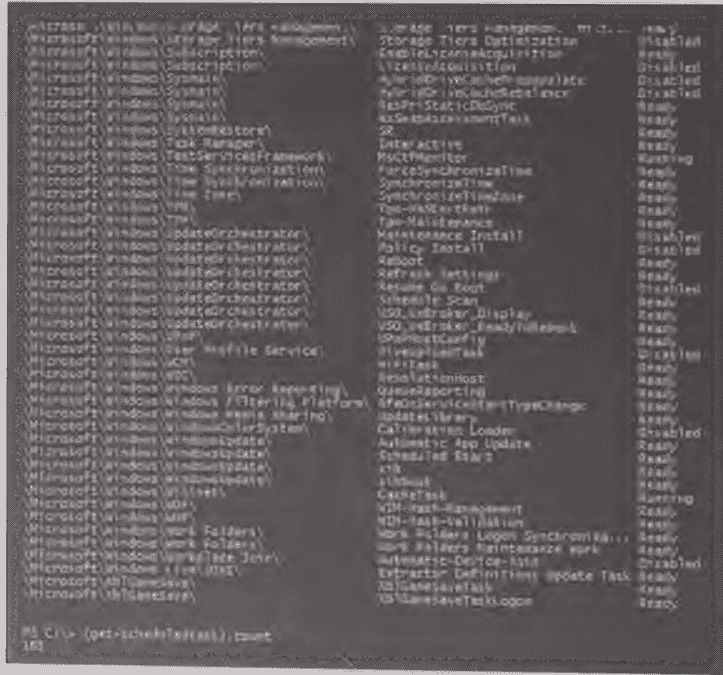 \Microsoft\Windows\Storage Tiers Management\ Storage Tiers Optimization Disabled
\Microsoft\Windows\Subscription\ EnableLicenseAcquisition Ready
\Microsoft\Windows\Subscription\ LicenseAcquisition Disabled
\Microsoft\Windows\Sysmain\ HybridDriveCachePrepopulate Disabled
\Microsoft\Windows\Sysmain\ HybridDriveCacheRebalance Disabled
\Microsoft\Windows\Sysmain\ ResPriStaticDbSync Ready
\Microsoft\Windows\Sysmain\ WsSwapAssessmentTask Ready
\Microsoft\Windows\SystemRestore\ SR Ready
\Microsoft\Windows\Task Manager\ Interactive Ready
\Microsoft\Windows\TextServicesFramework\ MsCtfMonitor Running
\Microsoft\Windows\Time Synchronization\ ForceSynchronizeTime Ready
\Microsoft\Windows\Time Synchronization\ SynchronizeTime Ready
\Microsoft\Windows\ SynchronizeTimeZone Ready
\Microsoft\Windows\TPM\ Tpm-Maintenance Ready
\Microsoft\Windows\UpdateOrchestrator\ Maintenance Install Disabled
\Microsoft\Windows\UpdateOrchestrator\ Policy Install Disabled
\Microsoft\Windows\UpdateOrchestrator\ Reboot Ready
\Microsoft\Windows\UpdateOrchestrator\ Refresh Settings Ready
\Microsoft\Windows\UpdateOrchestrator\ Resume On Boot Disabled
\Microsoft\Windows\UpdateOrchestrator\ Schedule Scan Ready
\Microsoft\Windows\UpdateOrchestrator\ USO_UxBroker_Display Ready
\Microsoft\Windows\UpdateOrchestrator\ USO_UxBroker_ReadyToReboot Ready
\Microsoft\Windows\ UPnPHostConfig Ready
\Microsoft\Windows\User Profile Service\ HiveUploadTask Disabled
\Microsoft\Windows\WCM\ WiFiTask Ready
\Microsoft\Windows\ ResolutionHost Ready
\Microsoft\Windows\Windows Error Reporting\ QueueReporting Ready
\Microsoft\Windows\Windows Filtering Platform\ BfeOnServiceStartTypeChange Ready
\Microsoft\Windows\Windows Media Sharing\ UpdateLibrary Ready
\Microsoft\Windows\WindowsColorSystem\ Calibration Loader Disabled
\Microsoft\Windows\WindowsUpdate\ Automatic App Update Ready
\Microsoft\Windows\WindowsUpdate\ Scheduled Start Ready
\Microsoft\Windows\WindowsUpdate\ sih Ready
\Microsoft\Windows\WindowsUpdate\ sihboot Ready
\Microsoft\Windows\Wininet\ CacheTask Running
\Microsoft\Windows\WOF\ WIM-Hash-Management Ready
\Microsoft\Windows\WOF\ WIM-Hash-Validation Ready
\Microsoft\Windows\Work Folders\ Work Folders Logon Synchroniza... Ready
\Microsoft\Windows\Work Folders\ Work Folders Maintenance Work Ready
\Microsoft\Windows\Workplace Join\ Automatic-Device-Join Disabled
\Microsoft\Windows\ Extractor Definitions Update Task Ready
\Microsoft\XblGameSave\ XblGameSaveTask Ready
\Microsoft\XblGameSave\ XblGameSaveTaskLogon Ready
PS C:\> (get-scheduledtask).count